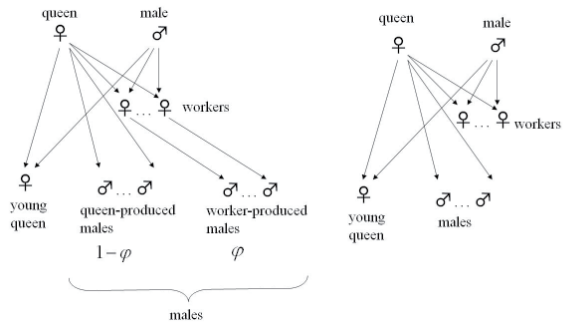 queen
male
workers
young
queen
queen-produced
males
worker-produced
males
1−φ
φ
males
queen
male
workers
young
queen
males